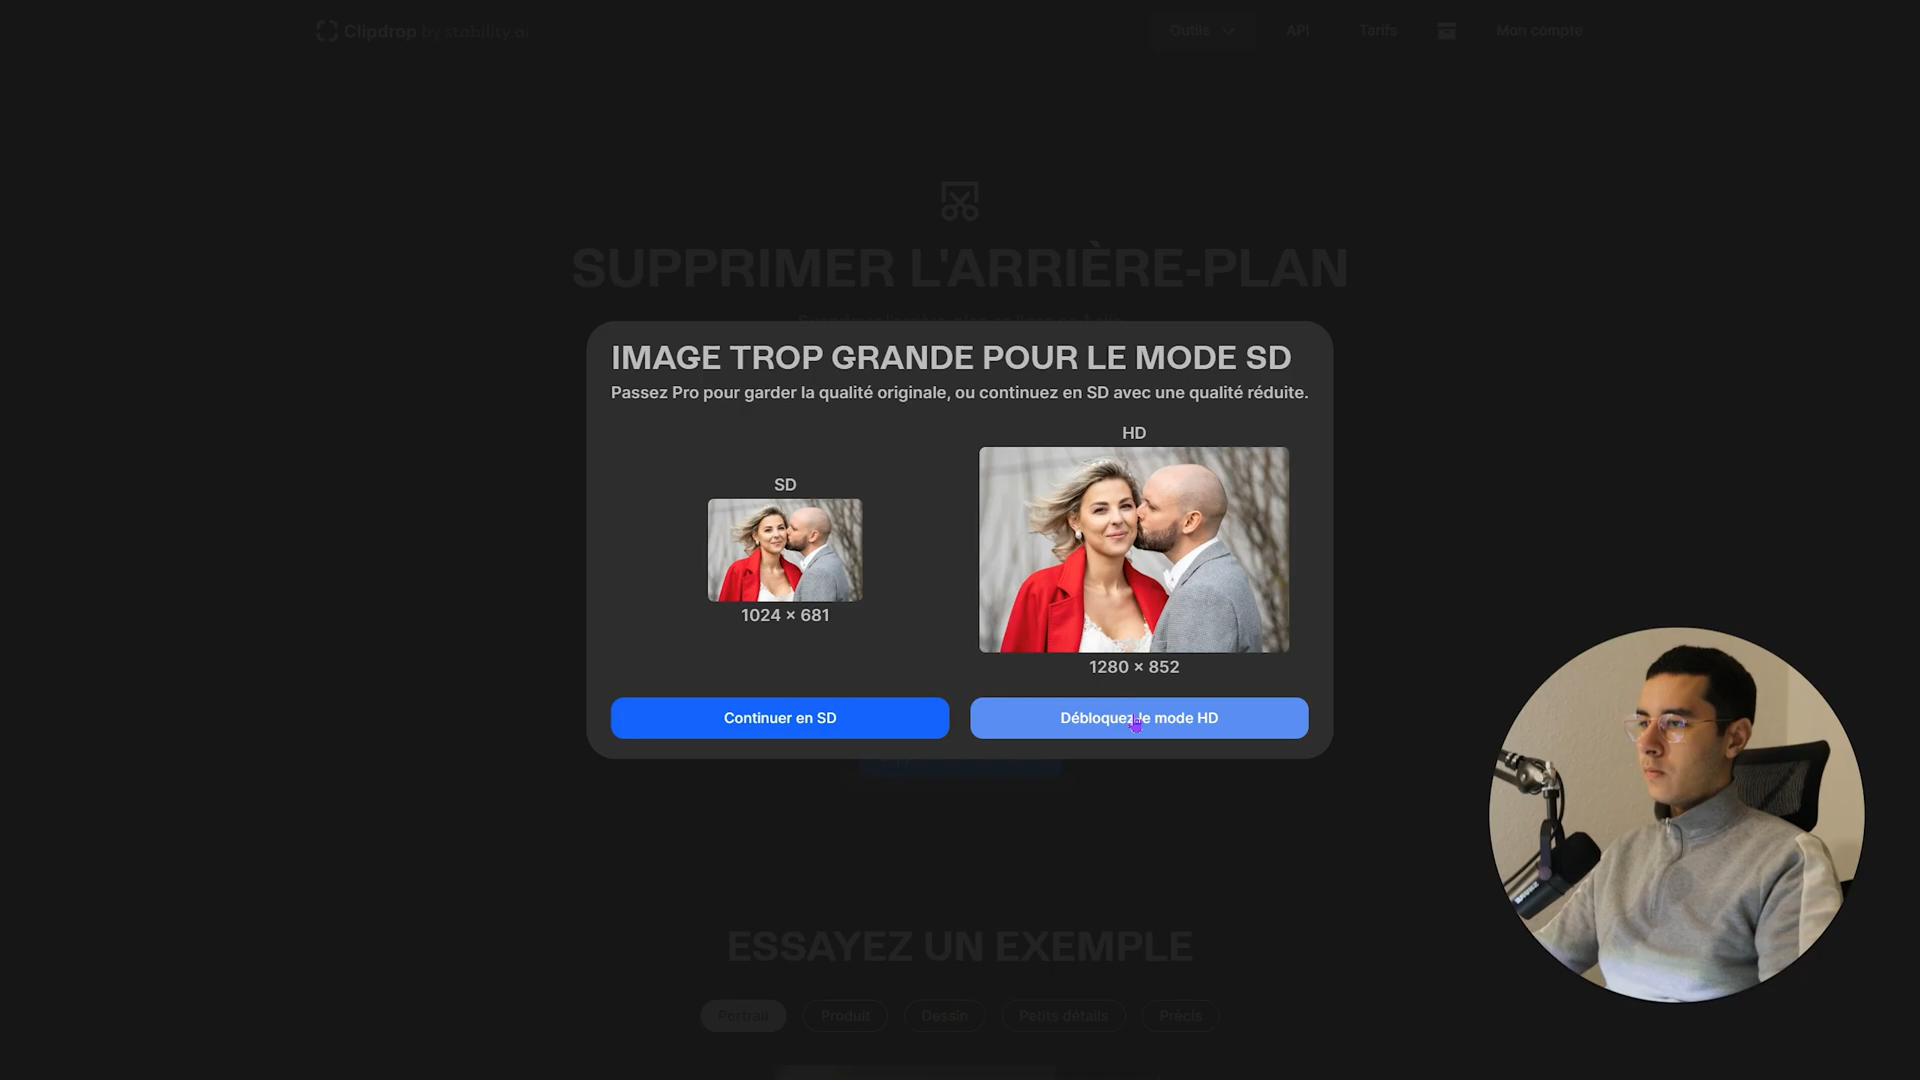 Clipdrop by stability.ai
Outils
API
Tarifs
Mon compte
SUPPRIMER L'ARRIÈRE-PLAN
IMAGE TROP GRANDE POUR LE MODE SD
Passez Pro pour garder la qualité originale, ou continuez en SD avec une qualité réduite.
SD
1024 × 681
HD
1280 × 852
Continuer en SD
Débloquez le mode HD
ESSAYEZ UN EXEMPLE
Portrait
Produit
Dessin
Petits détails
Précis